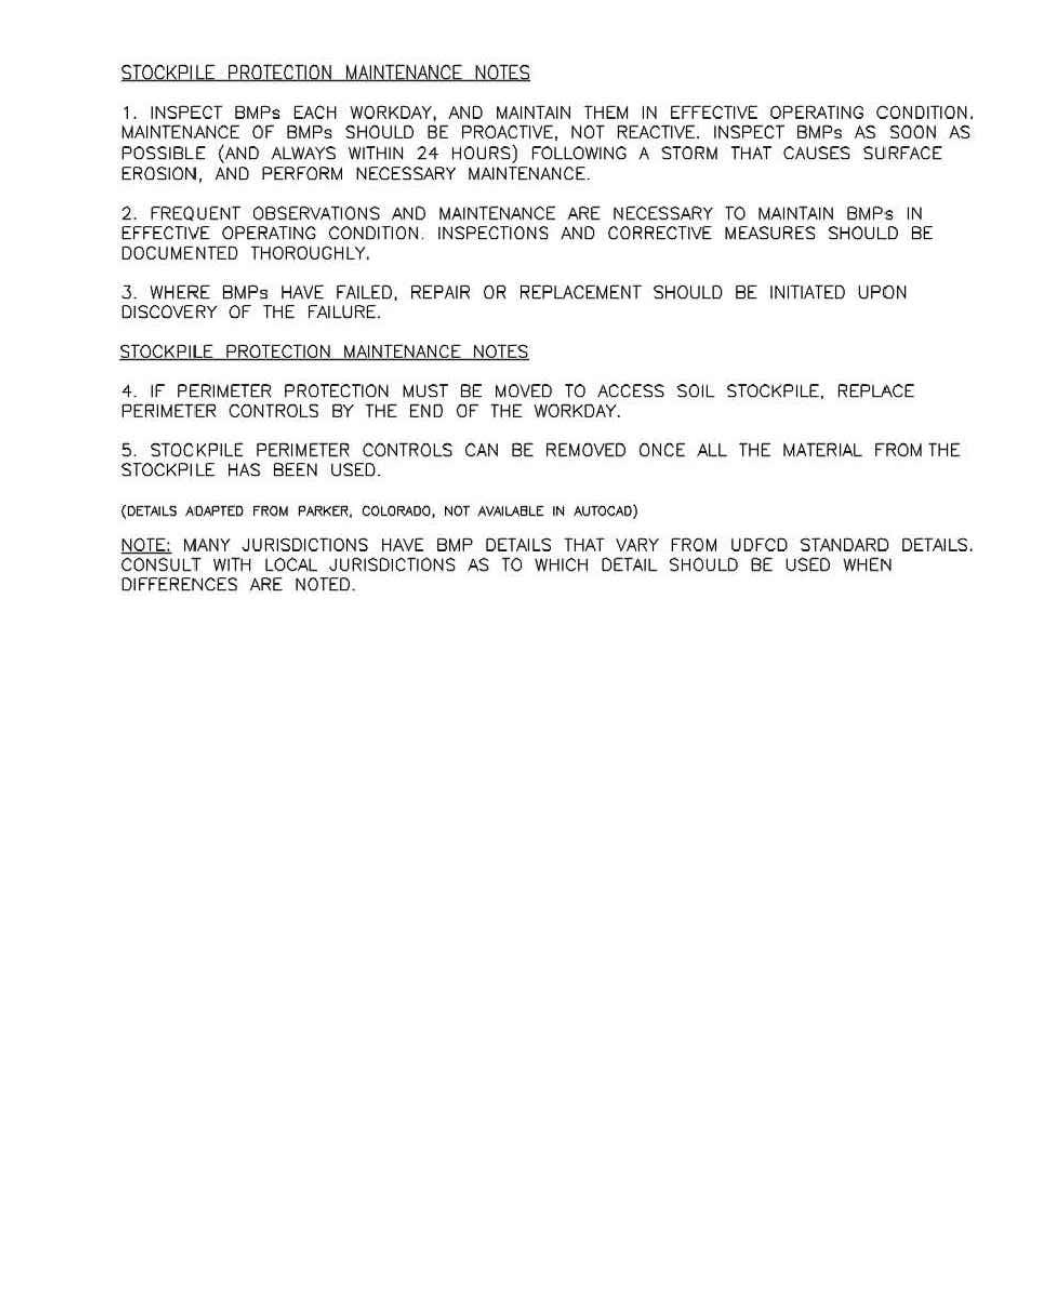 STOCKPILE PROTECTION MAINTENANCE NOTES
1. INSPECT BMPs EACH WORKDAY, AND MAINTAIN THEM IN EFFECTIVE OPERATING CONDITION.
MAINTENANCE OF BMPs SHOULD BE PROACTIVE, NOT REACTIVE. INSPECT BMPs AS SOON AS
POSSIBLE (AND ALWAYS WITHIN 24 HOURS) FOLLOWING A STORM THAT CAUSES SURFACE
EROSION, AND PERFORM NECESSARY MAINTENANCE.
2. FREQUENT OBSERVATIONS AND MAINTENANCE ARE NECESSARY TO MAINTAIN BMPs IN
EFFECTIVE OPERATING CONDITION. INSPECTIONS AND CORRECTIVE MEASURES SHOULD BE
DOCUMENTED THOROUGHLY.
3. WHERE BMPs HAVE FAILED, REPAIR OR REPLACEMENT SHOULD BE INITIATED UPON
DISCOVERY OF THE FAILURE.
STOCKPILE PROTECTION MAINTENANCE NOTES
4. IF PERIMETER PROTECTION MUST BE MOVED TO ACCESS SOIL STOCKPILE, REPLACE
PERIMETER CONTROLS BY THE END OF THE WORKDAY.
5. STOCKPILE PERIMETER CONTROLS CAN BE REMOVED ONCE ALL THE MATERIAL FROM THE
STOCKPILE HAS BEEN USED.
(DETAILS ADAPTED FROM PARKER, COLORADO, NOT AVAILABLE IN AUTOCAD)
NOTE: MANY JURISDICTIONS HAVE BMP DETAILS THAT VARY FROM UDFCD STANDARD DETAILS.
CONSULT WITH LOCAL JURISDICTIONS AS TO WHICH DETAIL SHOULD BE USED WHEN
DIFFERENCES ARE NOTED.